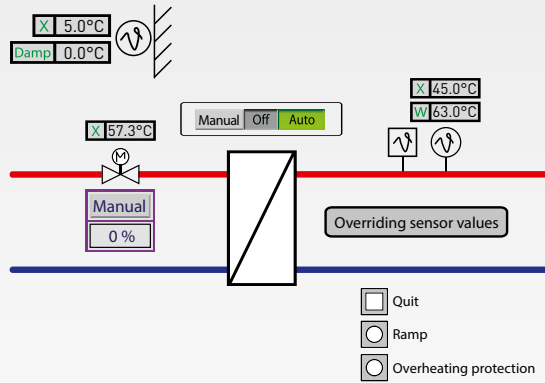 X 5.0°C
Damp 0.0°C
X 45.0°C
W 63.0°C
X 57.3°C
Manual Off Auto
M
Manual
0 %
Overriding sensor values
Quit
Ramp
Overheating protection